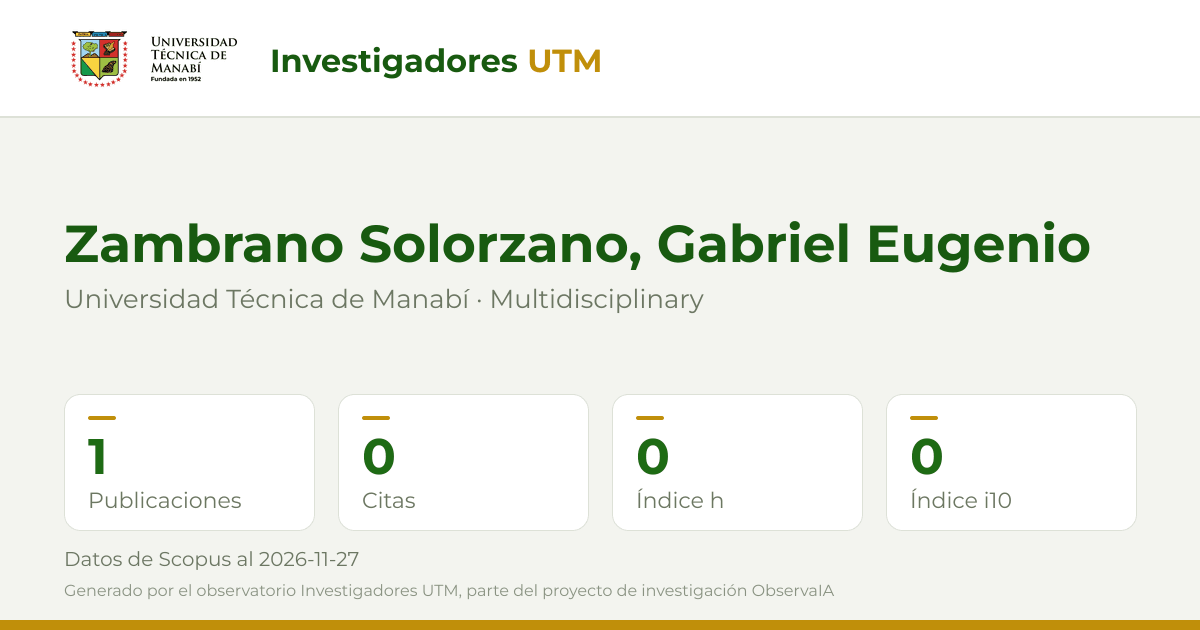 UNIVERSIDAD
TÉCNICA DE
MANABÍ
Fundada en 1952
Investigadores UTM
Zambrano Solorzano, Gabriel Eugenio
Universidad Técnica de Manabí · Multidisciplinary
1
Publicaciones
0
Citas
0
Índice h
0
Índice i10
Datos de Scopus al 2026-11-27
Generado por el observatorio Investigadores UTM, parte del proyecto de investigación ObservaIA